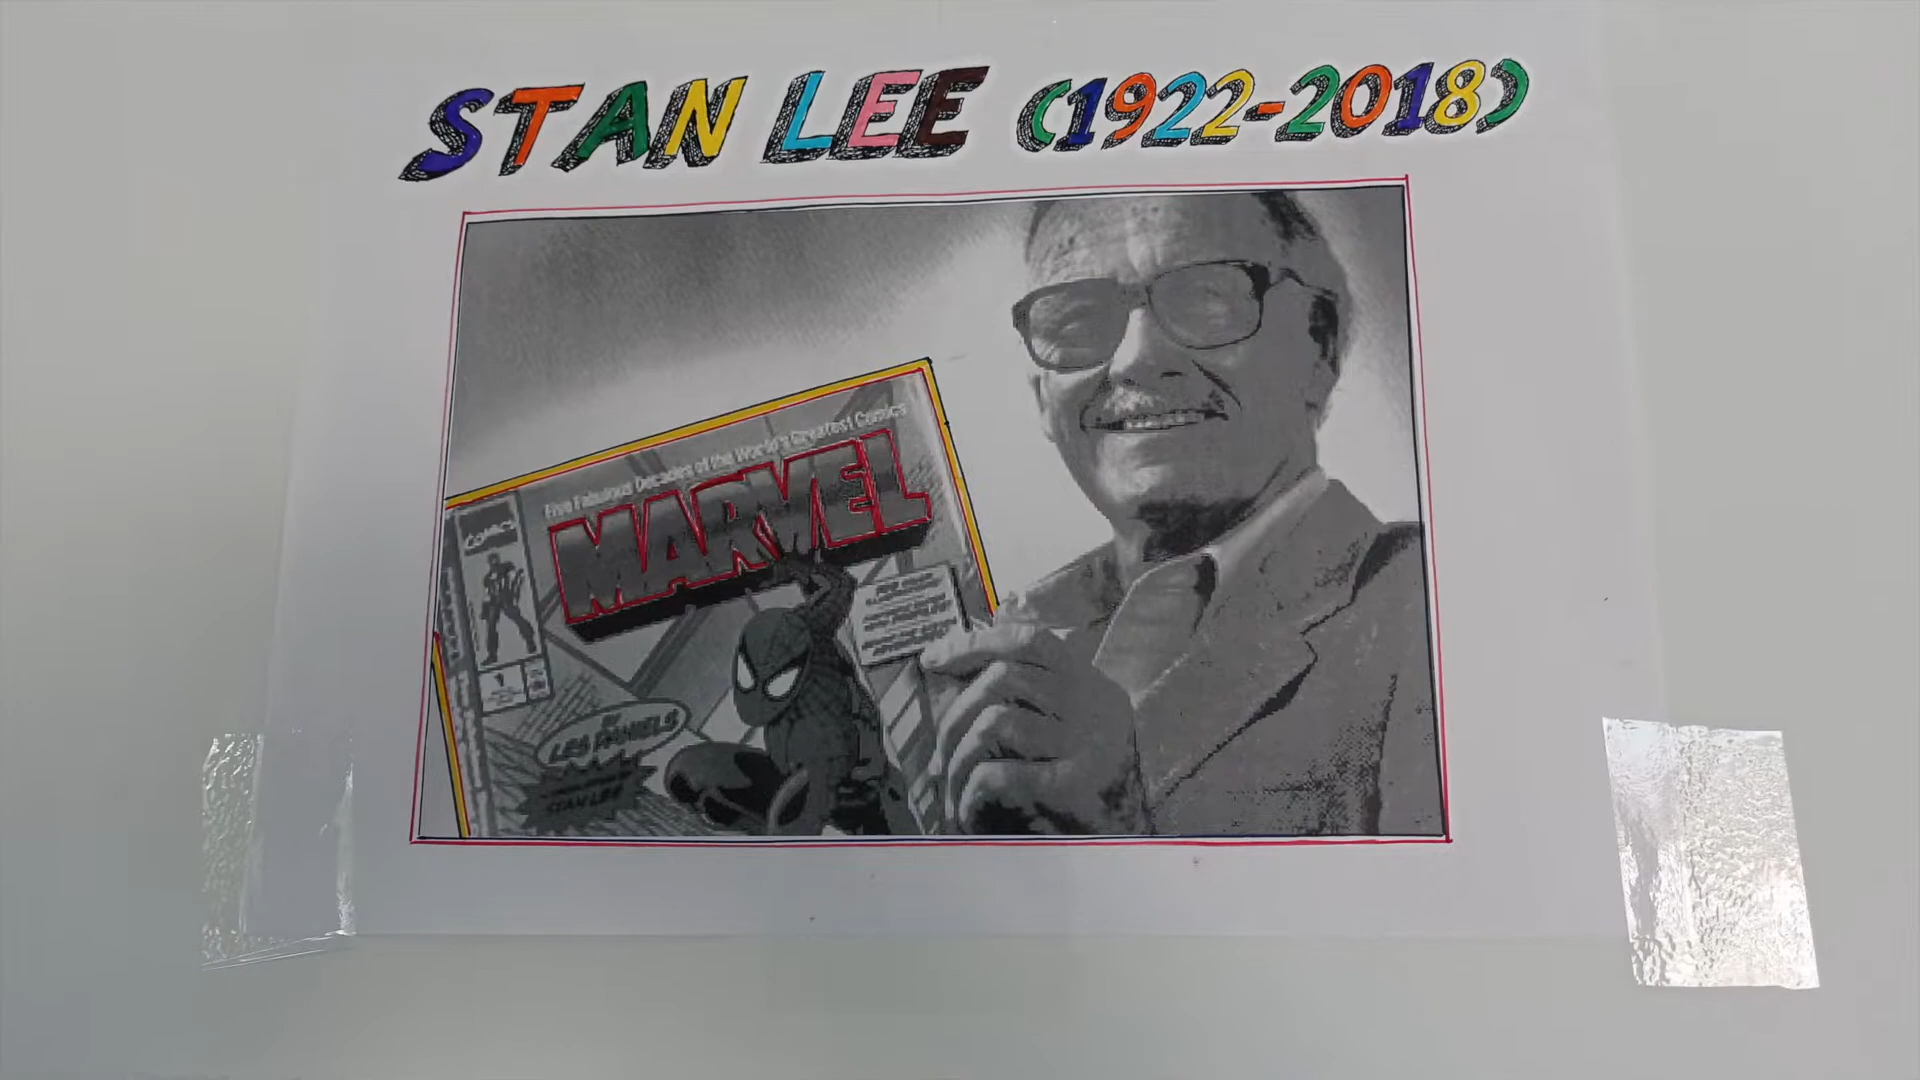 STAN LEE (1922-2018)
Five Fabulous Decades of the World's Greatest Comics
MARVEL
COMICS
1
BY
LES DANIELS
STAN LEE